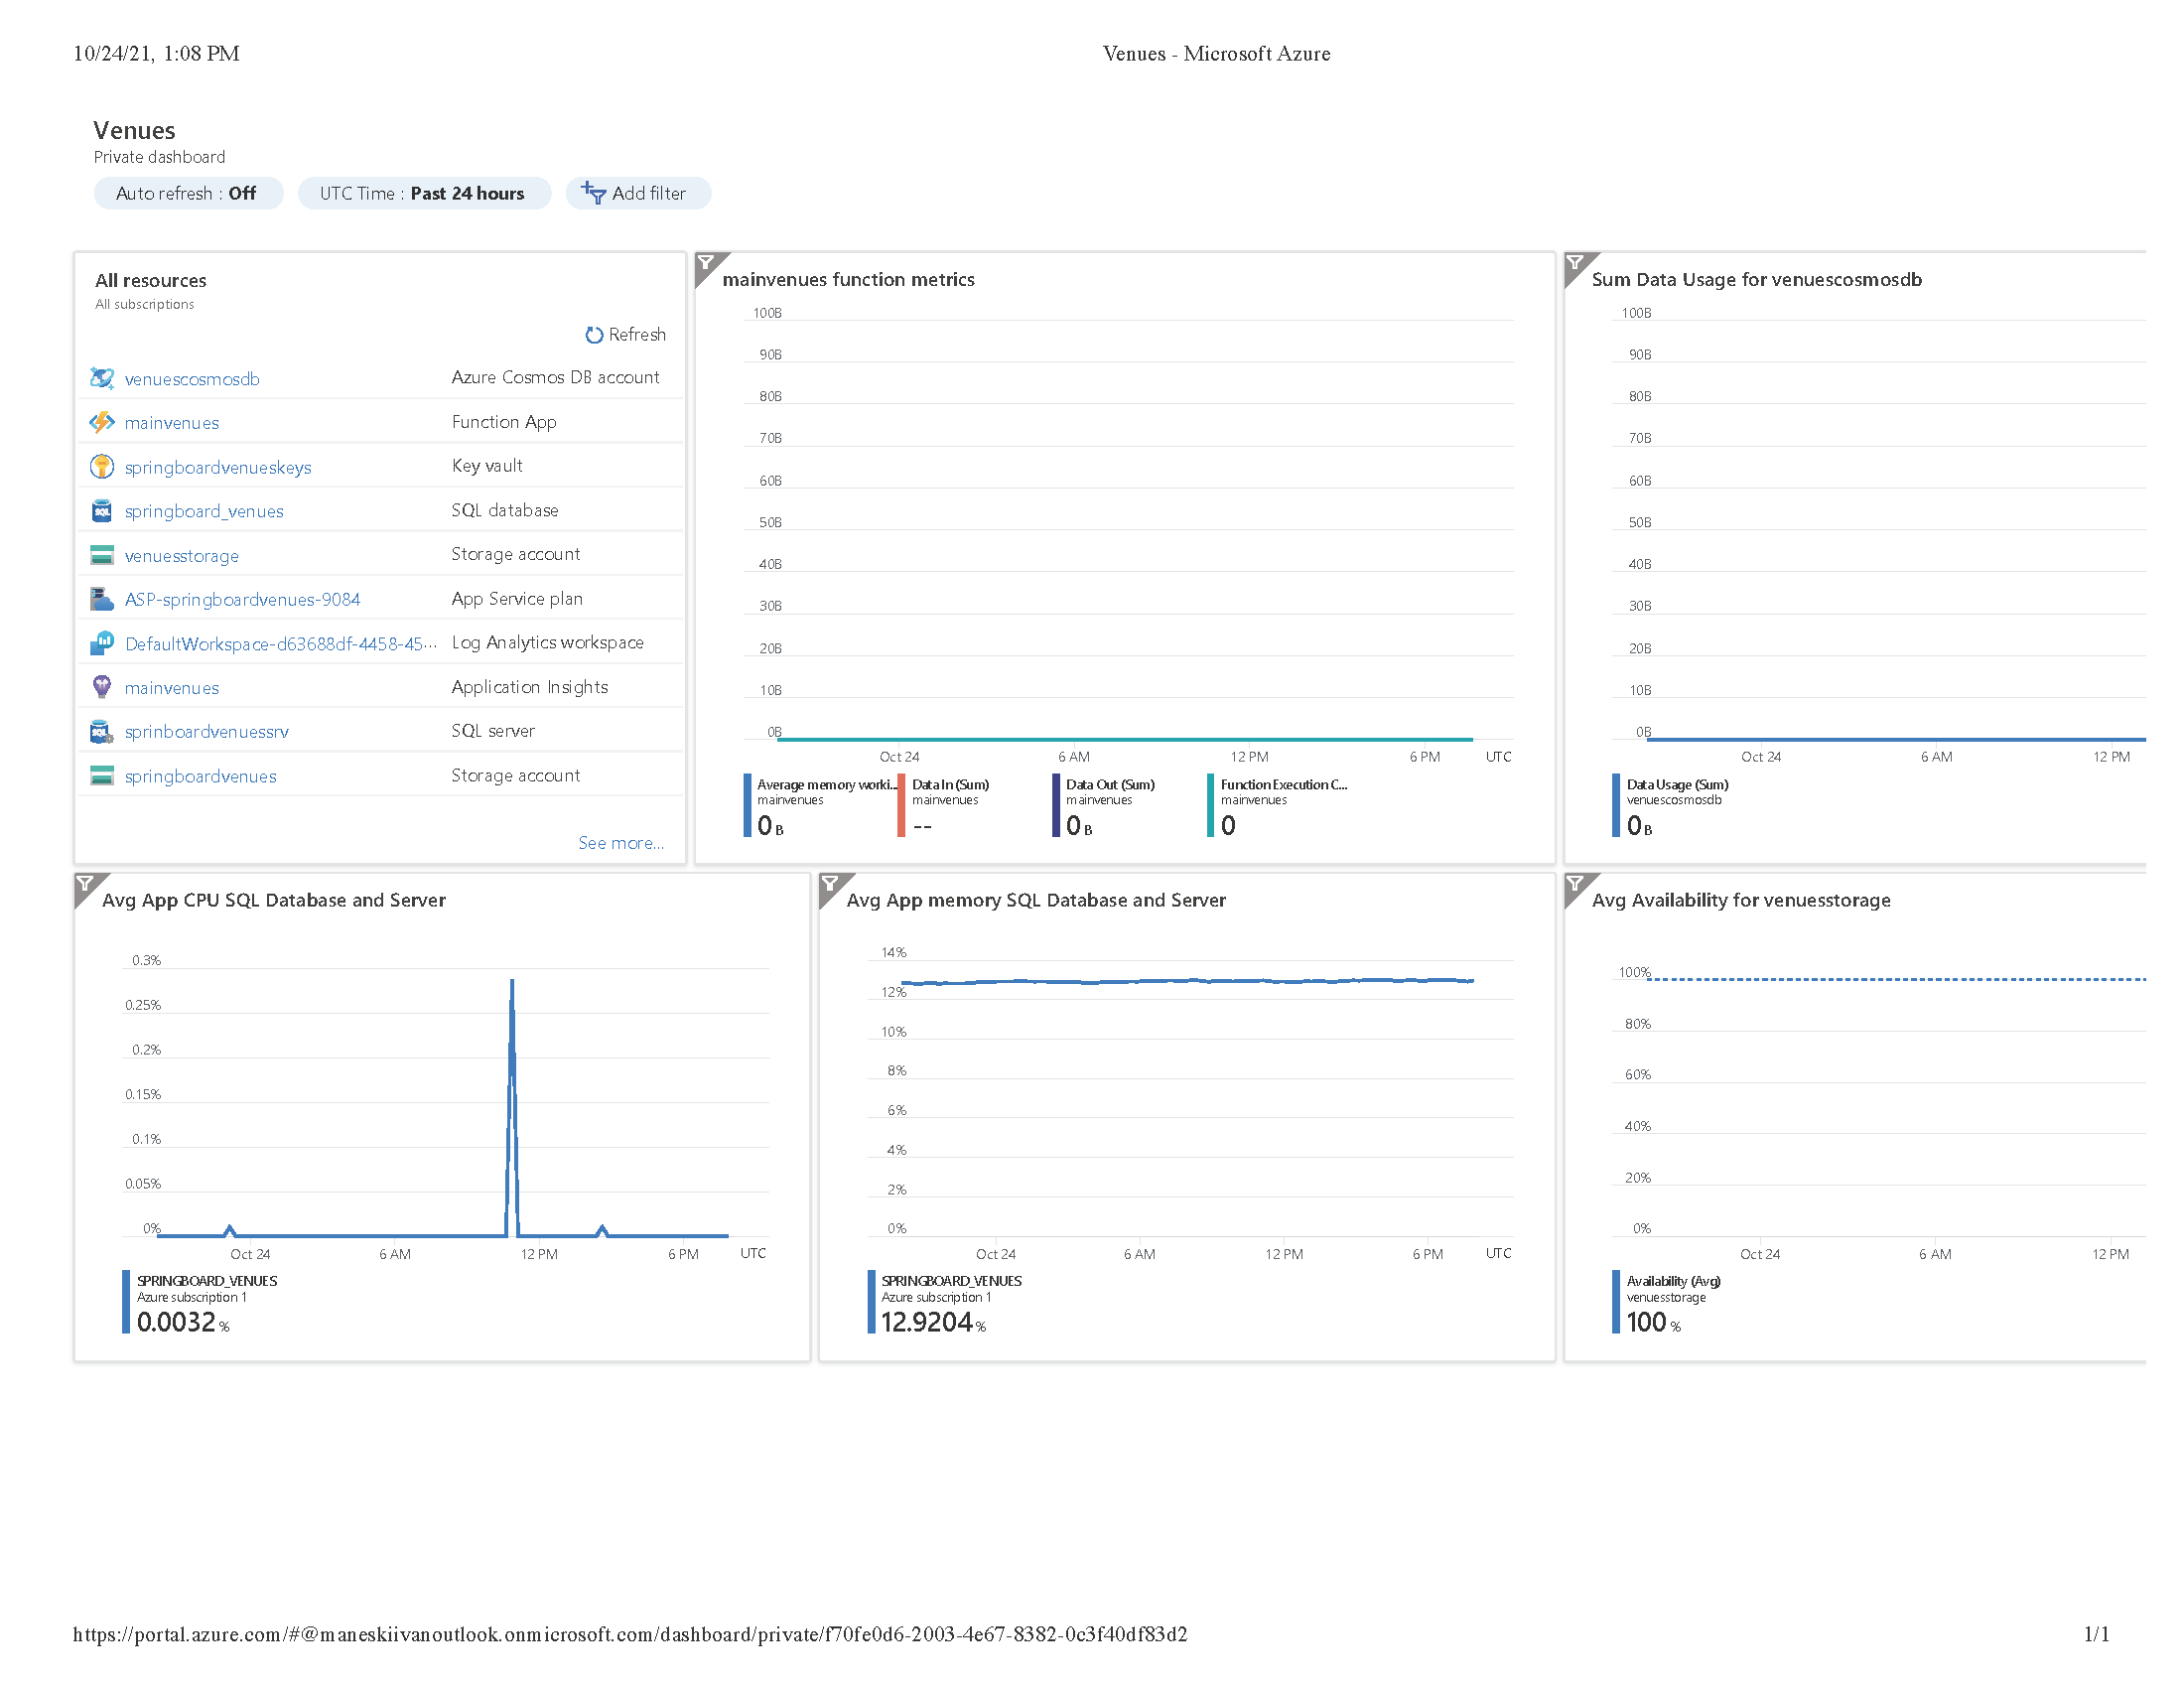 10/24/21, 1:08 PM
Venues - Microsoft Azure
Venues
Private dashboard
Auto refresh : Off
UTC Time : Past 24 hours
Add filter
All resources
All subscriptions
Refresh
venuescosmosdb Azure Cosmos DB account
mainvenues Function App
springboardvenueskeys Key vault
springboard_venues SQL database
venuesstorage Storage account
ASP-springboardvenues-9084 App Service plan
DefaultWorkspace-d63688df-4458-45... Log Analytics workspace
mainvenues Application Insights
sprinboardvenuessrv SQL server
springboardvenues Storage account
See more...
mainvenues function metrics
100B
90B
80B
70B
60B
50B
40B
30B
20B
10B
0B
Oct 24 6 AM 12 PM 6 PM UTC
Average memory worki...
mainvenues
0 B
Data In (Sum)
mainvenues
--
Data Out (Sum)
mainvenues
0 B
Function Execution C...
mainvenues
0
Sum Data Usage for venuescosmosdb
100B
90B
80B
70B
60B
50B
40B
30B
20B
10B
0B
Oct 24 6 AM 12 PM
Data Usage (Sum)
venuescosmosdb
0 B
Avg App CPU SQL Database and Server
0.3%
0.25%
0.2%
0.15%
0.1%
0.05%
0%
Oct 24 6 AM 12 PM 6 PM UTC
SPRINGBOARD_VENUES
Azure subscription 1
0.0032 %
Avg App memory SQL Database and Server
14%
12%
10%
8%
6%
4%
2%
0%
Oct 24 6 AM 12 PM 6 PM UTC
SPRINGBOARD_VENUES
Azure subscription 1
12.9204 %
Avg Availability for venuesstorage
100%
80%
60%
40%
20%
0%
Oct 24 6 AM 12 PM
Availability (Avg)
venuesstorage
100 %
https://portal.azure.com/#@maneskiivanoutlook.onmicrosoft.com/dashboard/private/f70fe0d6-2003-4e67-8382-0c3f40df83d2
1/1